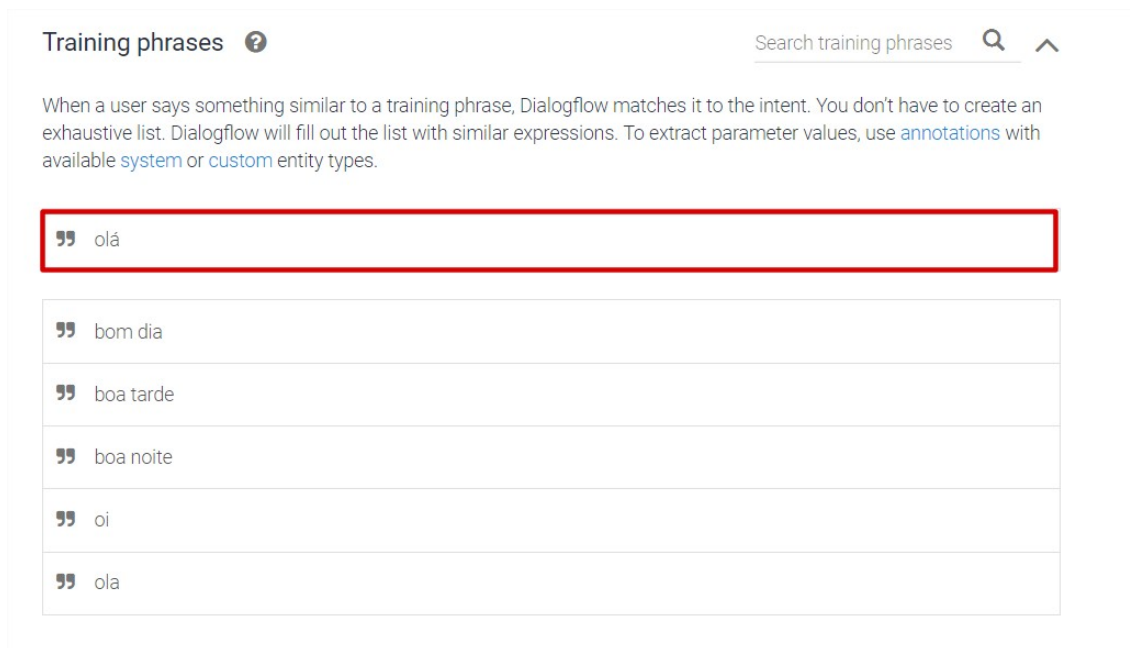 Training phrases
Search training phrases
When a user says something similar to a training phrase, Dialogflow matches it to the intent. You don't have to create an
exhaustive list. Dialogflow will fill out the list with similar expressions. To extract parameter values, use annotations with
available system or custom entity types.
olá
bom dia
boa tarde
boa noite
oi
ola